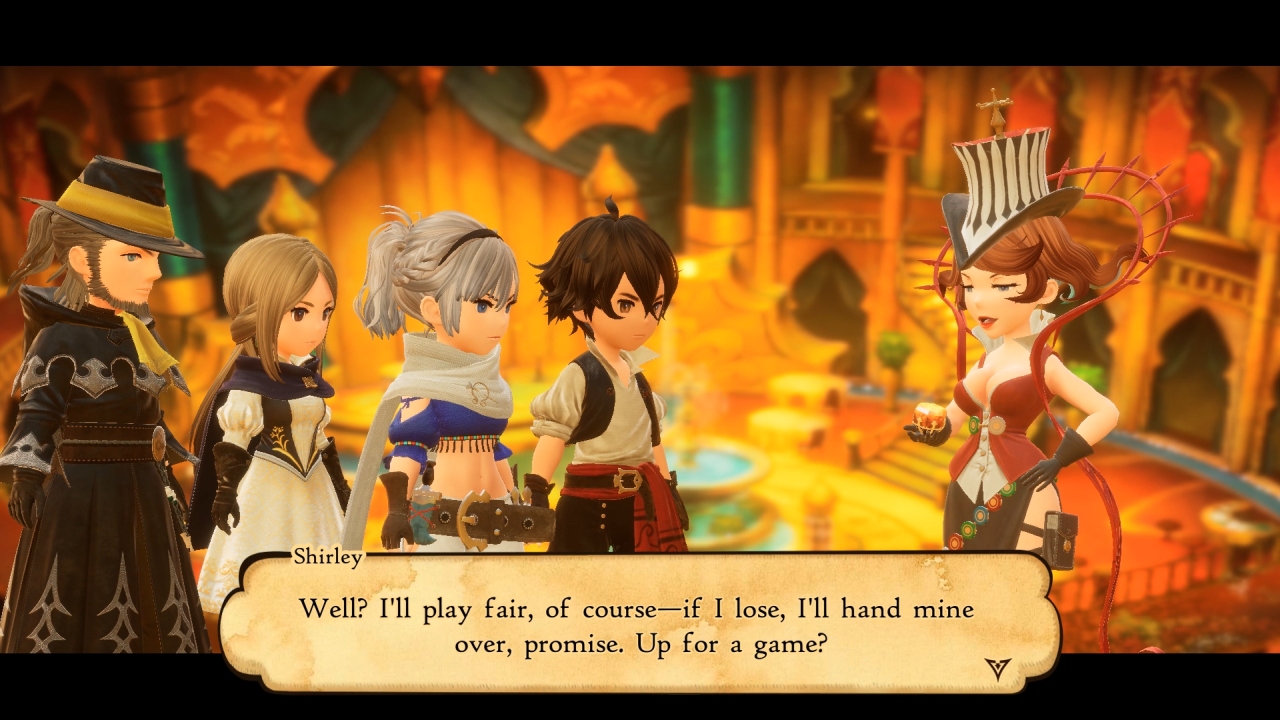 Shirley
Well? I'll play fair, of course—if I lose, I'll hand mine
over, promise. Up for a game?